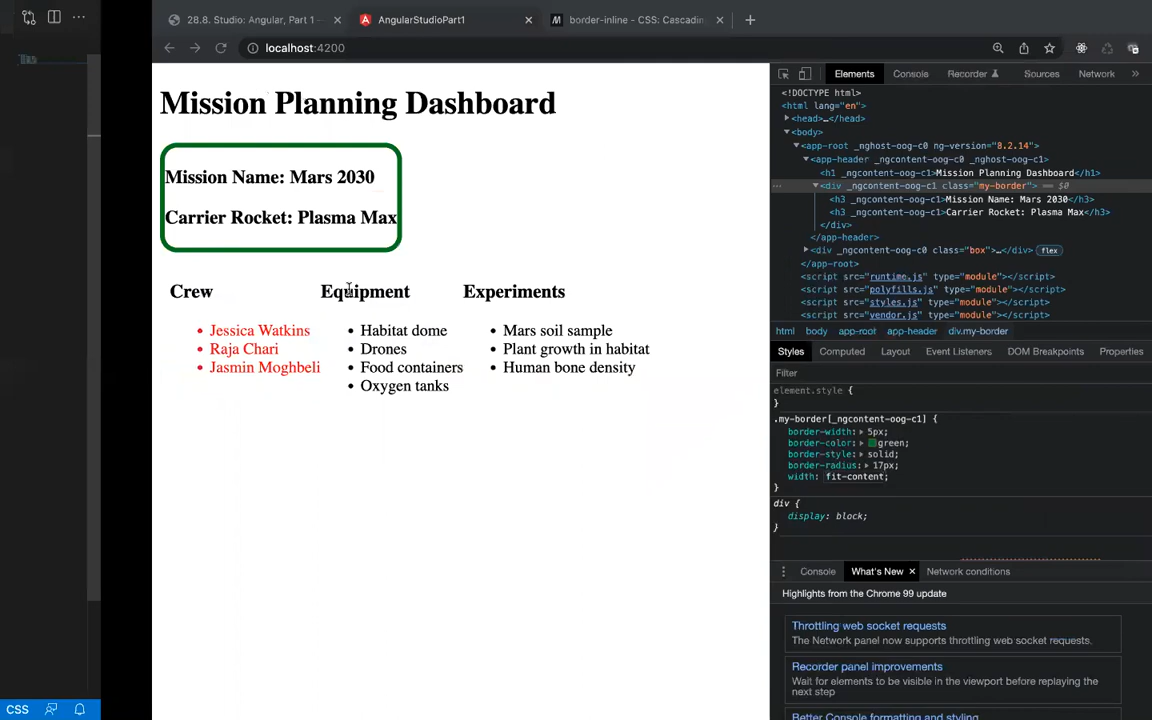 28.8. Studio: Angular, Part 1 —
AngularStudioPart1
border-inline - CSS: Cascadin
localhost:4200
Mission Planning Dashboard
Mission Name: Mars 2030
Carrier Rocket: Plasma Max
Crew
Jessica Watkins
Raja Chari
Jasmin Moghbeli
Equipment
Habitat dome
Drones
Food containers
Oxygen tanks
Experiments
Mars soil sample
Plant growth in habitat
Human bone density
Elements Console Recorder Sources Network
<!DOCTYPE html>
<html lang="en">
<head>…</head>
<body>
<app-root _nghost-oog-c0 ng-version="8.2.14">
<app-header _ngcontent-oog-c0 _nghost-oog-c1>
<h1 _ngcontent-oog-c1>Mission Planning Dashboard</h1>
<div _ngcontent-oog-c1 class="my-border"> == $0
<h3 _ngcontent-oog-c1>Mission Name: Mars 2030</h3>
<h3 _ngcontent-oog-c1>Carrier Rocket: Plasma Max</h3>
</div>
</app-header>
<div _ngcontent-oog-c0 class="box">…</div> flex
</app-root>
<script src="runtime.js" type="module"></script>
<script src="polyfills.js" type="module"></script>
<script src="styles.js" type="module"></script>
<script src="vendor.js" type="module"></script>
html body app-root app-header div.my-border
Styles Computed Layout Event Listeners DOM Breakpoints Properties
Filter
element.style {
}
.my-border[_ngcontent-oog-c1] {
border-width: 5px;
border-color: green;
border-style: solid;
border-radius: 17px;
width: fit-content;
}
div {
display: block;
}
Console What's New Network conditions
Highlights from the Chrome 99 update
Throttling web socket requests
The Network panel now supports throttling web socket requests.
Recorder panel improvements
Wait for elements to be visible in the viewport before replaying the
next step
Better Console formatting and styling
CSS